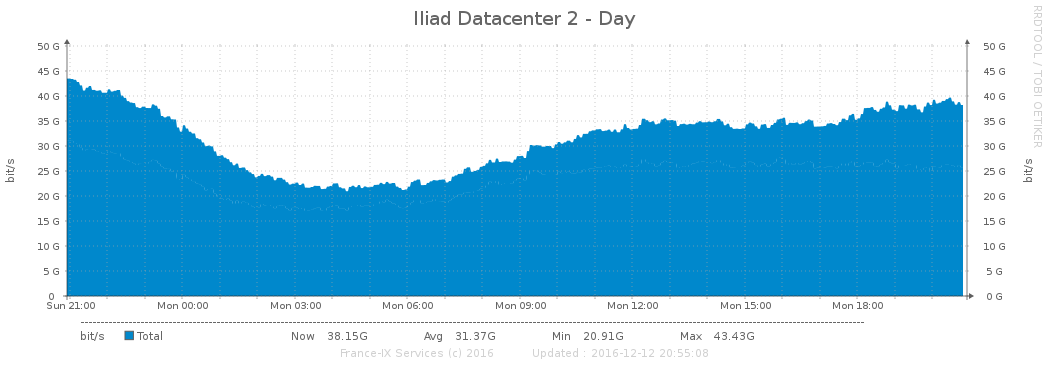 Iliad Datacenter 2 - Day
RRDTOOL / TOBI OETIKER
bit/s
50 G 50 G
45 G 45 G
40 G 40 G
35 G 35 G
30 G 30 G
25 G 25 G
20 G 20 G
15 G 15 G
10 G 10 G
5 G 5 G
0 0 G
bit/s
Sun 21:00 Mon 00:00 Mon 03:00 Mon 06:00 Mon 09:00 Mon 12:00 Mon 15:00 Mon 18:00
bit/s Total Now 38.15G Avg 31.37G Min 20.91G Max 43.43G
France-IX Services (c) 2016 Updated : 2016-12-12 20:55:08